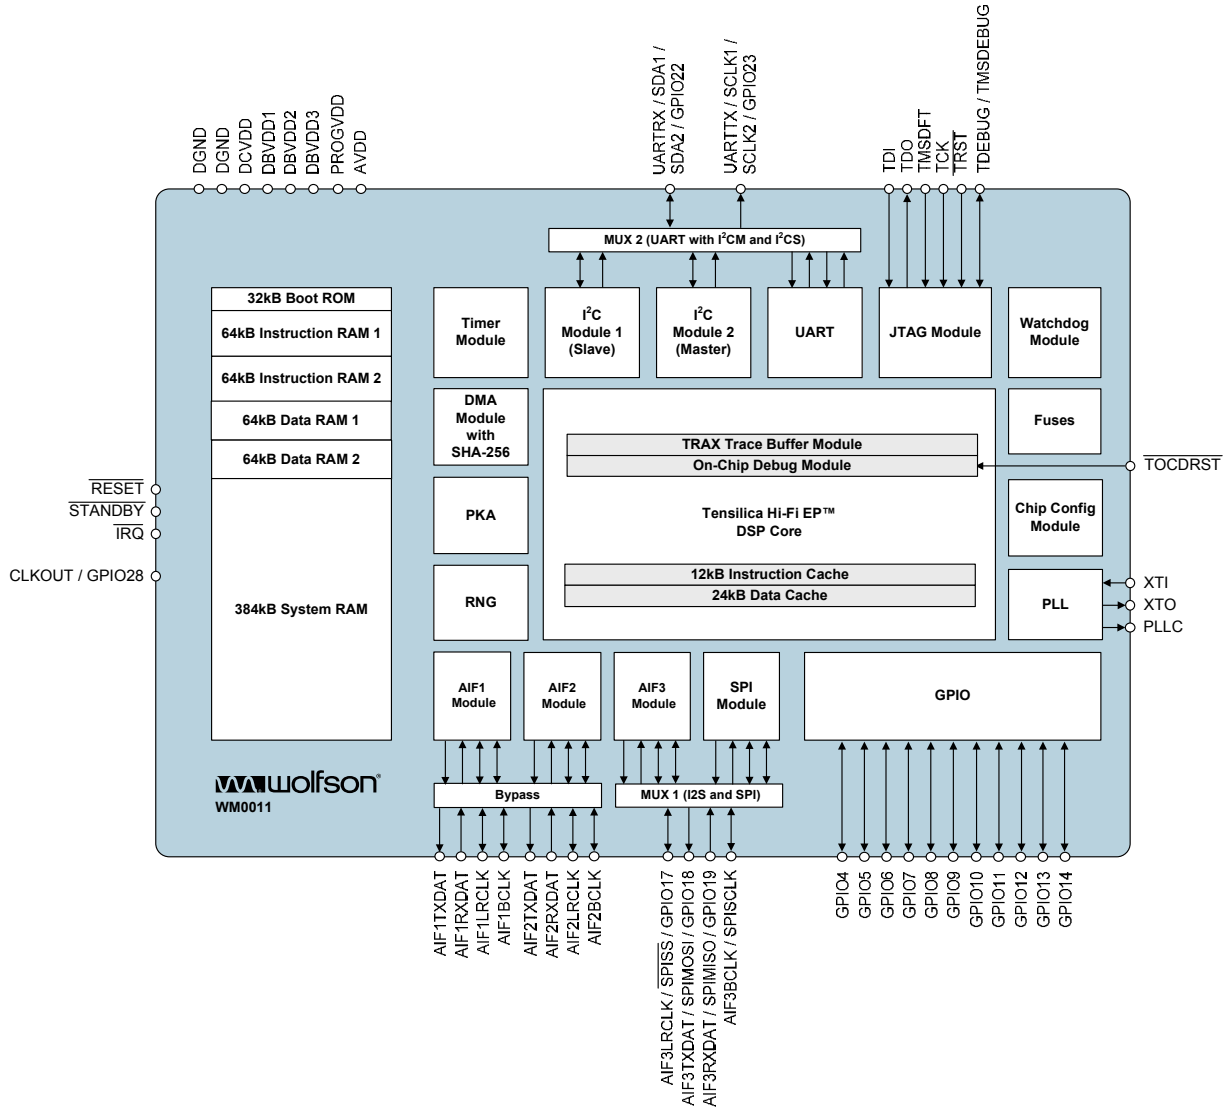 DGND
DGND
DCVDD
DBVDD1
DBVDD2
DBVDD3
PROGVDD
AVDD
UARTRX / SDA1 /
SDA2 / GPIO22
UARTTX / SCLK1 /
SCLK2 / GPIO23
TDI
TDO
TMSDFT
TCK
TRST
TDEBUG / TMSDEBUG
MUX 2 (UART with I²CM and I²CS)
32kB Boot ROM
64kB Instruction RAM 1
64kB Instruction RAM 2
64kB Data RAM 1
64kB Data RAM 2
384kB System RAM
Timer
Module
I²C
Module 1
(Slave)
I²C
Module 2
(Master)
UART
JTAG Module
Watchdog
Module
DMA
Module
with
SHA-256
TRAX Trace Buffer Module
On-Chip Debug Module
Fuses
TOCDRST
RESET
STANDBY
IRQ
CLKOUT / GPIO28
PKA
Tensilica Hi-Fi EP™
DSP Core
Chip Config
Module
RNG
12kB Instruction Cache
24kB Data Cache
PLL
XTI
XTO
PLLC
AIF1
Module
AIF2
Module
AIF3
Module
SPI
Module
GPIO
wolfson®
WM0011
Bypass
MUX 1 (I2S and SPI)
AIF1TXDAT
AIF1RXDAT
AIF1LRCLK
AIF1BCLK
AIF2TXDAT
AIF2RXDAT
AIF2LRCLK
AIF2BCLK
AIF3LRCLK / SPISS / GPIO17
AIF3TXDAT / SPIMOSI / GPIO18
AIF3RXDAT / SPIMISO / GPIO19
AIF3BCLK / SPISCLK
GPIO4
GPIO5
GPIO6
GPIO7
GPIO8
GPIO9
GPIO10
GPIO11
GPIO12
GPIO13
GPIO14